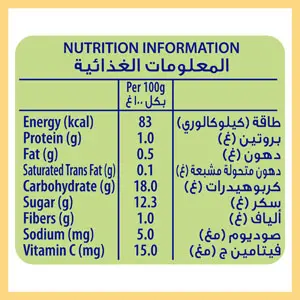 NUTRITION INFORMATION
المعلومات الغذائية
Per 100g
بكل ١٠٠غ
Energy (kcal) 83 طاقة (كيلوكالوري)
Protein (g) 1.0 بروتين (غ)
Fat (g) 0.5 دهون (غ)
Saturated Trans Fat (g) 0.1 دهون متحولة مشبعة (غ)
Carbohydrate (g) 18.0 كربوهيدرات (غ)
Sugar (g) 12.3 سكر (غ)
Fibers (g) 1.0 ألياف (غ)
Sodium (mg) 5.0 صوديوم (مغ)
Vitamin C (mg) 15.0 فيتامين ج (مغ)